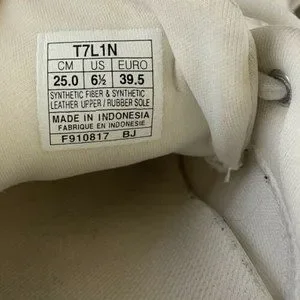 T7L1N
CM US EURO
25.0 6½ 39.5
SYNTHETIC FIBER & SYNTHETIC
LEATHER UPPER / RUBBER SOLE
MADE IN INDONESIA
FABRIQUE EN INDONESIE
F910817 BJ